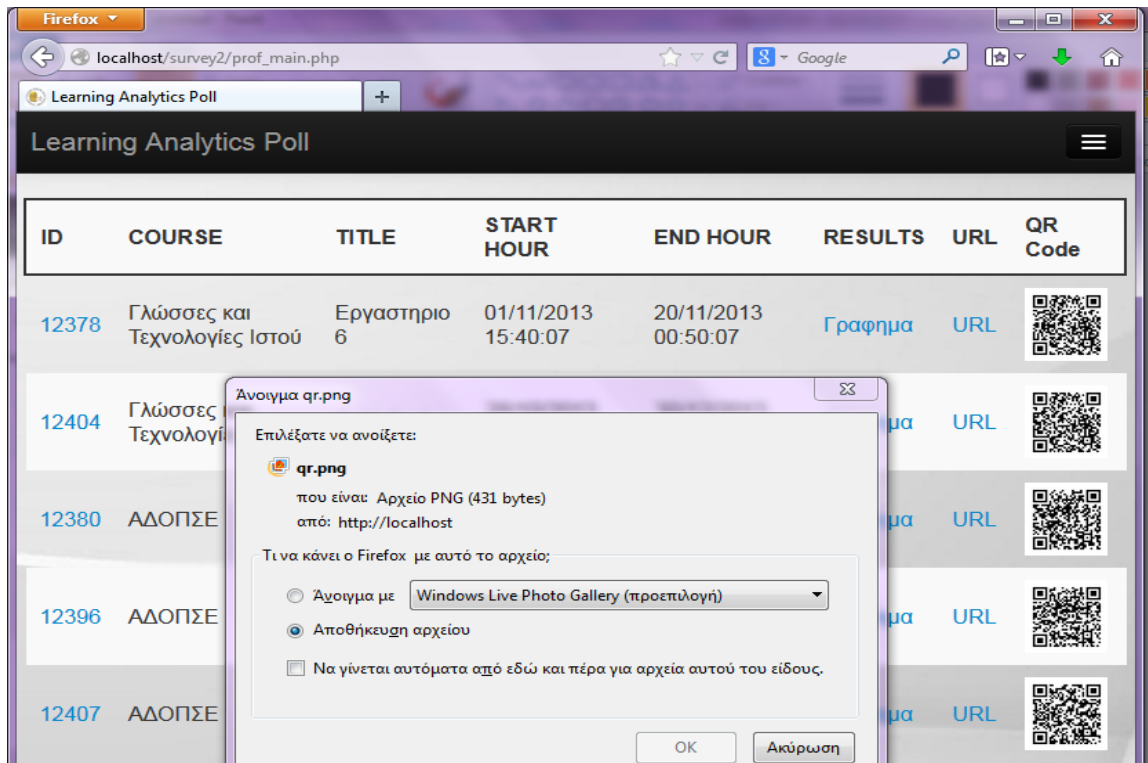 Firefox
localhost/survey2/prof_main.php
Google
Learning Analytics Poll
Learning Analytics Poll
ID COURSE TITLE START HOUR END HOUR RESULTS URL QR Code
12378 Γλώσσες και Τεχνολογίες Ιστού Εργαστηριο 6 01/11/2013 15:40:07 20/11/2013 00:50:07 Γραφημα URL
12404 Γλώσσες URL
12380 ΑΔΟΠΣΕ URL
12396 ΑΔΟΠΣΕ URL
12407 ΑΔΟΠΣΕ URL
Άνοιγμα qr.png
Επιλέξατε να ανοίξετε:
qr.png
που είναι: Αρχείο PNG (431 bytes)
από: http://localhost
Τι να κάνει ο Firefox με αυτό το αρχείο;
Άνοιγμα με Windows Live Photo Gallery (προεπιλογή)
Αποθήκευση αρχείου
Να γίνεται αυτόματα από εδώ και πέρα για αρχεία αυτού του είδους.
OK Ακύρωση